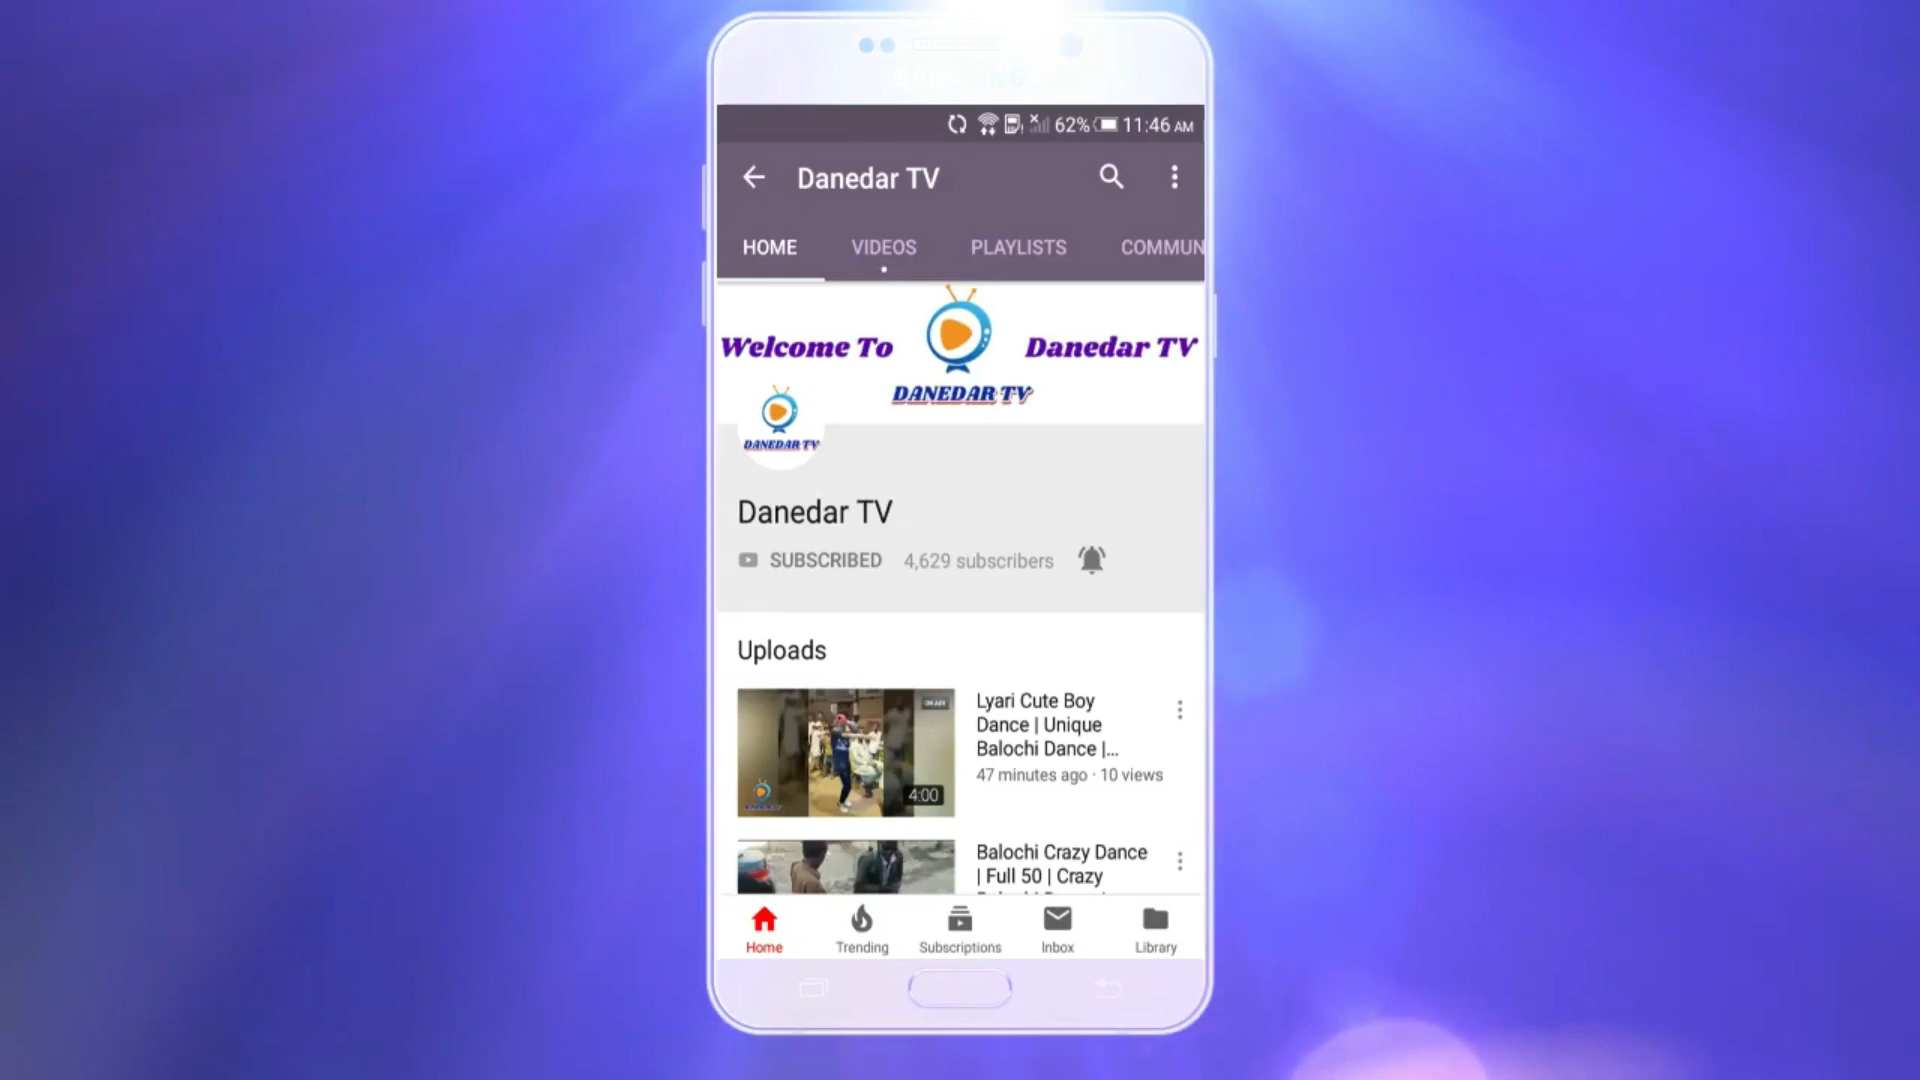 62% 11:46 AM
Danedar TV
HOME VIDEOS PLAYLISTS COMMUN
Welcome To Danedar TV
DANEDAR TV
DANEDAR TV
Danedar TV
SUBSCRIBED 4,629 subscribers
Uploads
Lyari Cute Boy
Dance | Unique
Balochi Dance |...
47 minutes ago · 10 views
4:00
Balochi Crazy Dance
| Full 50 | Crazy
Home Trending Subscriptions Inbox Library